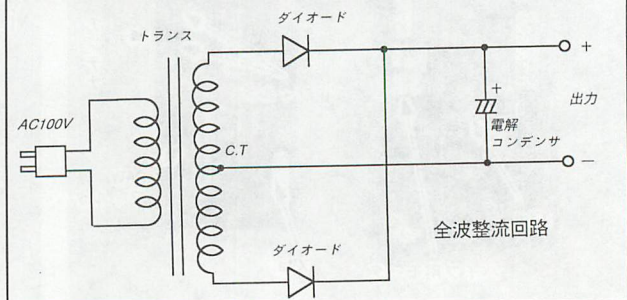 ダイオード
トランス
+
出力
AC100V
+
電解
コンデンサ
C.T
−
全波整流回路
ダイオード